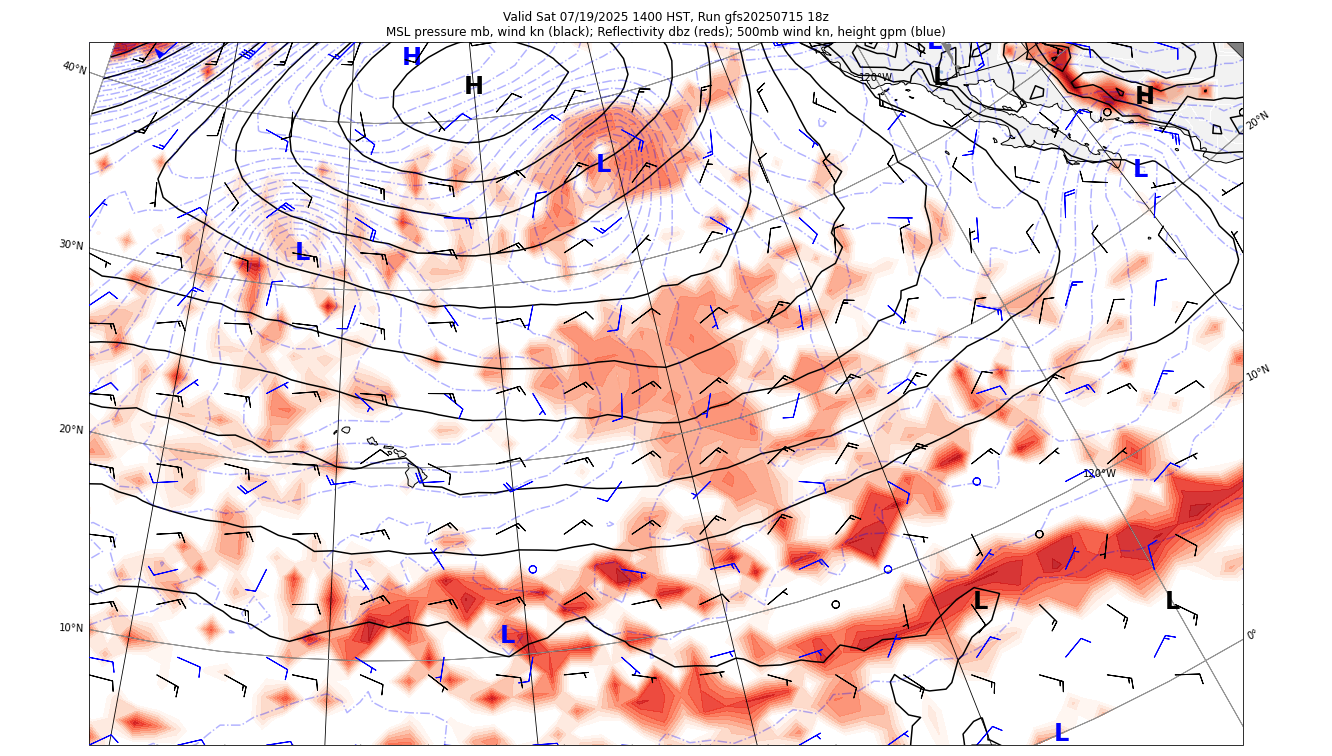 Valid Sat 07/19/2025 1400 HST, Run gfs20250715 18z
MSL pressure mb, wind kn (black); Reflectivity dbz (reds); 500mb wind kn, height gpm (blue)
L
H
40°N
120°W
L
H
H
20°N
L
L
30°N
L
10°N
20°N
120°W
L
L
10°N
L
0°
L